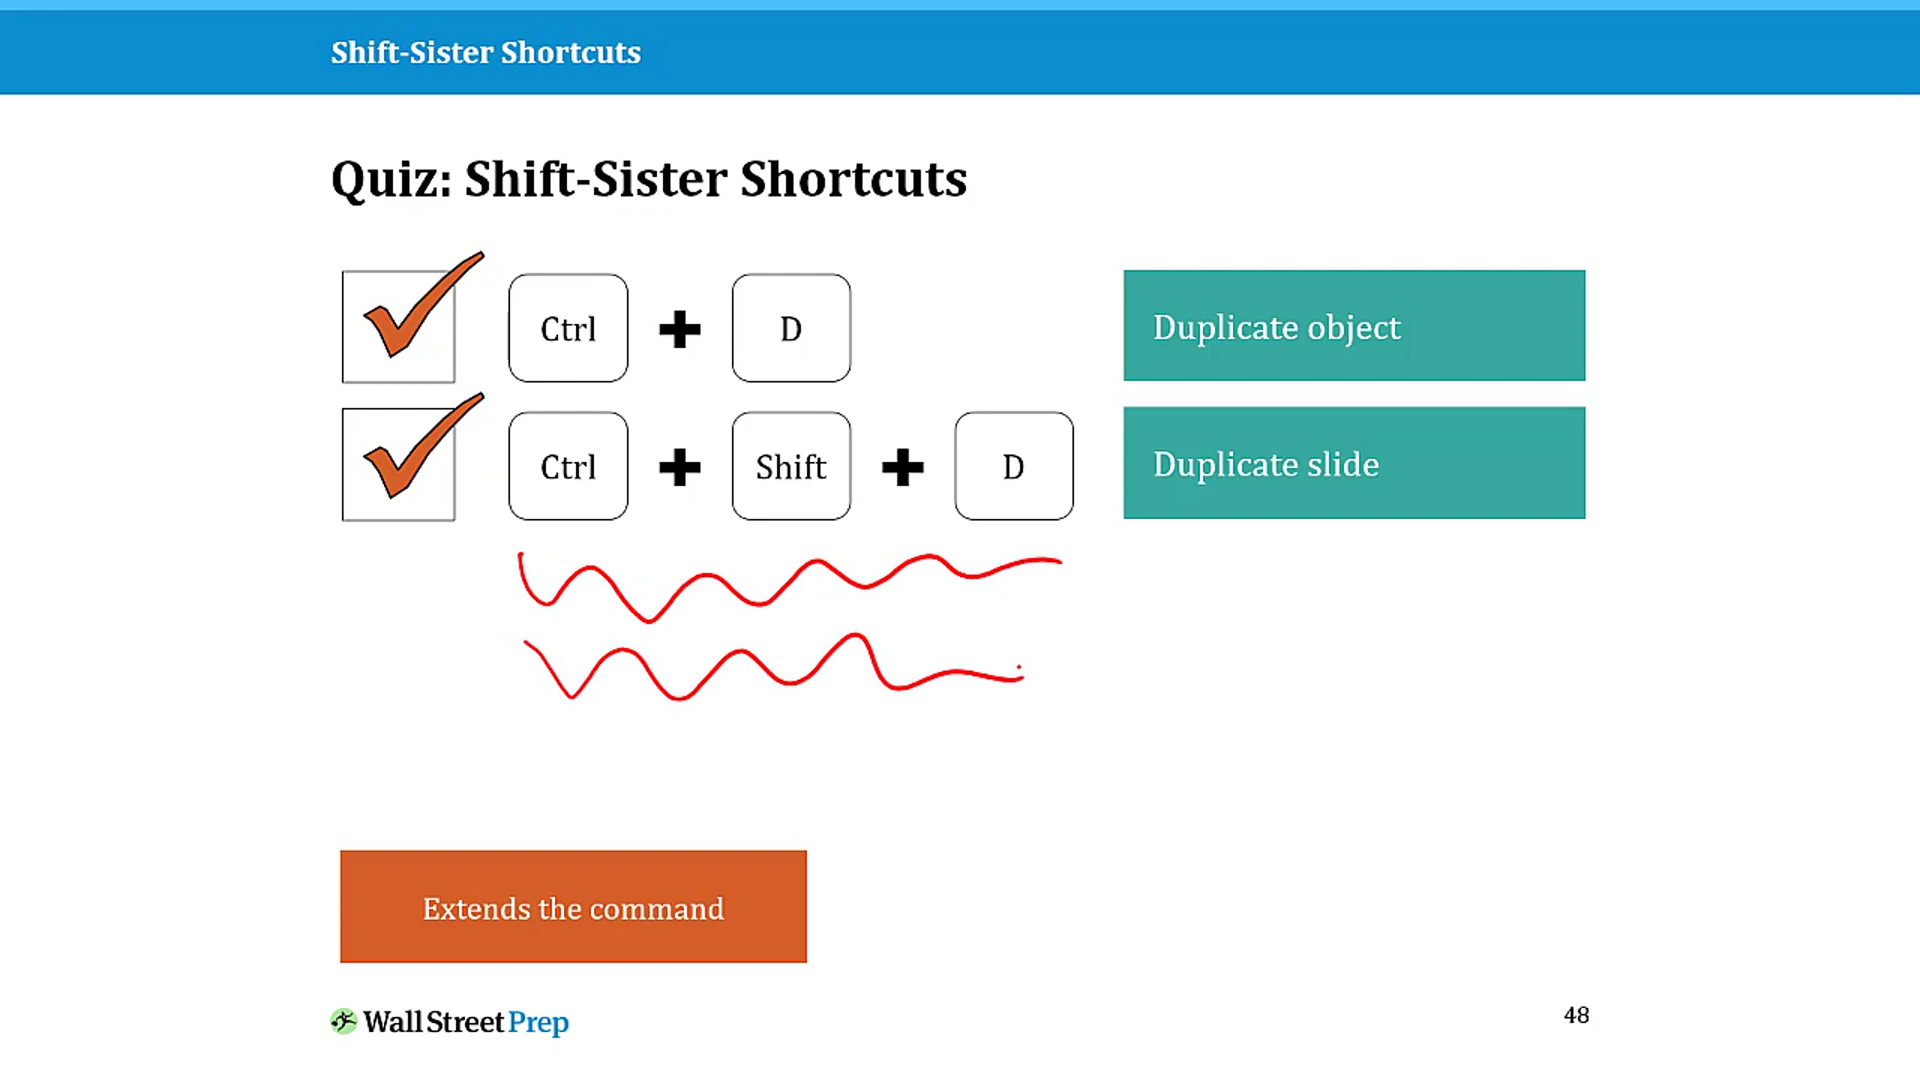 Shift-Sister Shortcuts
Quiz: Shift-Sister Shortcuts
Ctrl + D Duplicate object
Ctrl + Shift + D Duplicate slide
Extends the command
Wall Street Prep
48